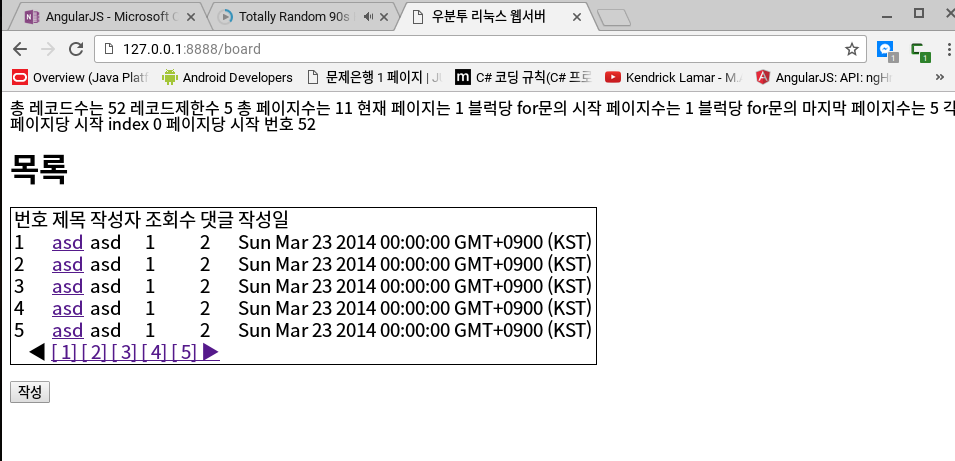 AngularJS - Microsoft
Totally Random 90s
우분투 리눅스 웹서버
127.0.0.1:8888/board
1
1
Overview (Java Platf
Android Developers
문제은행 1 페이지 | JU
C# 코딩 규칙(C# 프로
Kendrick Lamar - M.A
AngularJS: API: ngH
»
총 레코드수는 52 레코드제한수 5 총 페이지수는 11 현재 페이지는 1 블럭당 for문의 시작 페이지수는 1 블럭당 for문의 마지막 페이지수는 5 각
페이지당 시작 index 0 페이지당 시작 번호 52
목록
번호 제목 작성자 조회수 댓글 작성일
1 asd asd 1 2 Sun Mar 23 2014 00:00:00 GMT+0900 (KST)
2 asd asd 1 2 Sun Mar 23 2014 00:00:00 GMT+0900 (KST)
3 asd asd 1 2 Sun Mar 23 2014 00:00:00 GMT+0900 (KST)
4 asd asd 1 2 Sun Mar 23 2014 00:00:00 GMT+0900 (KST)
5 asd asd 1 2 Sun Mar 23 2014 00:00:00 GMT+0900 (KST)
◀ [ 1] [ 2] [ 3] [ 4] [ 5] ▶
작성